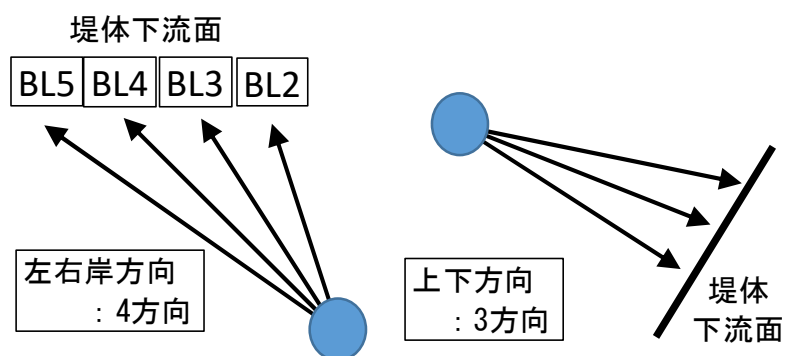 堤体下流面
BL5 BL4 BL3 BL2
左右岸方向
：4方向
上下方向
：3方向
堤体
下流面